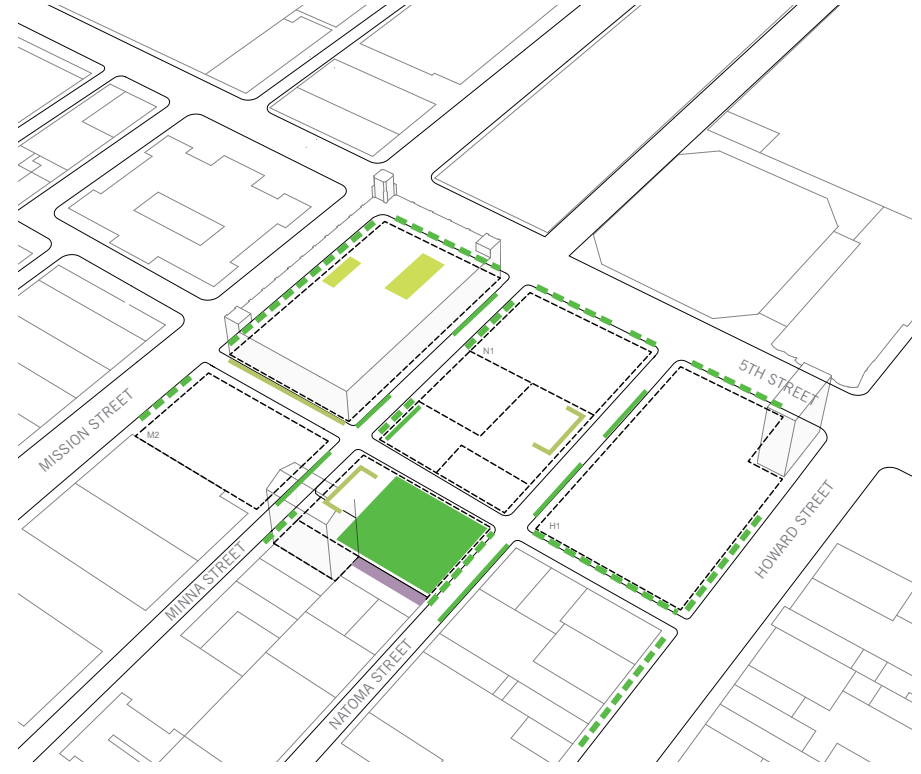 N1
5TH STREET
MISSION STREET
M2
H1
HOWARD STREET
MINNA STREET
NATOMA STREET